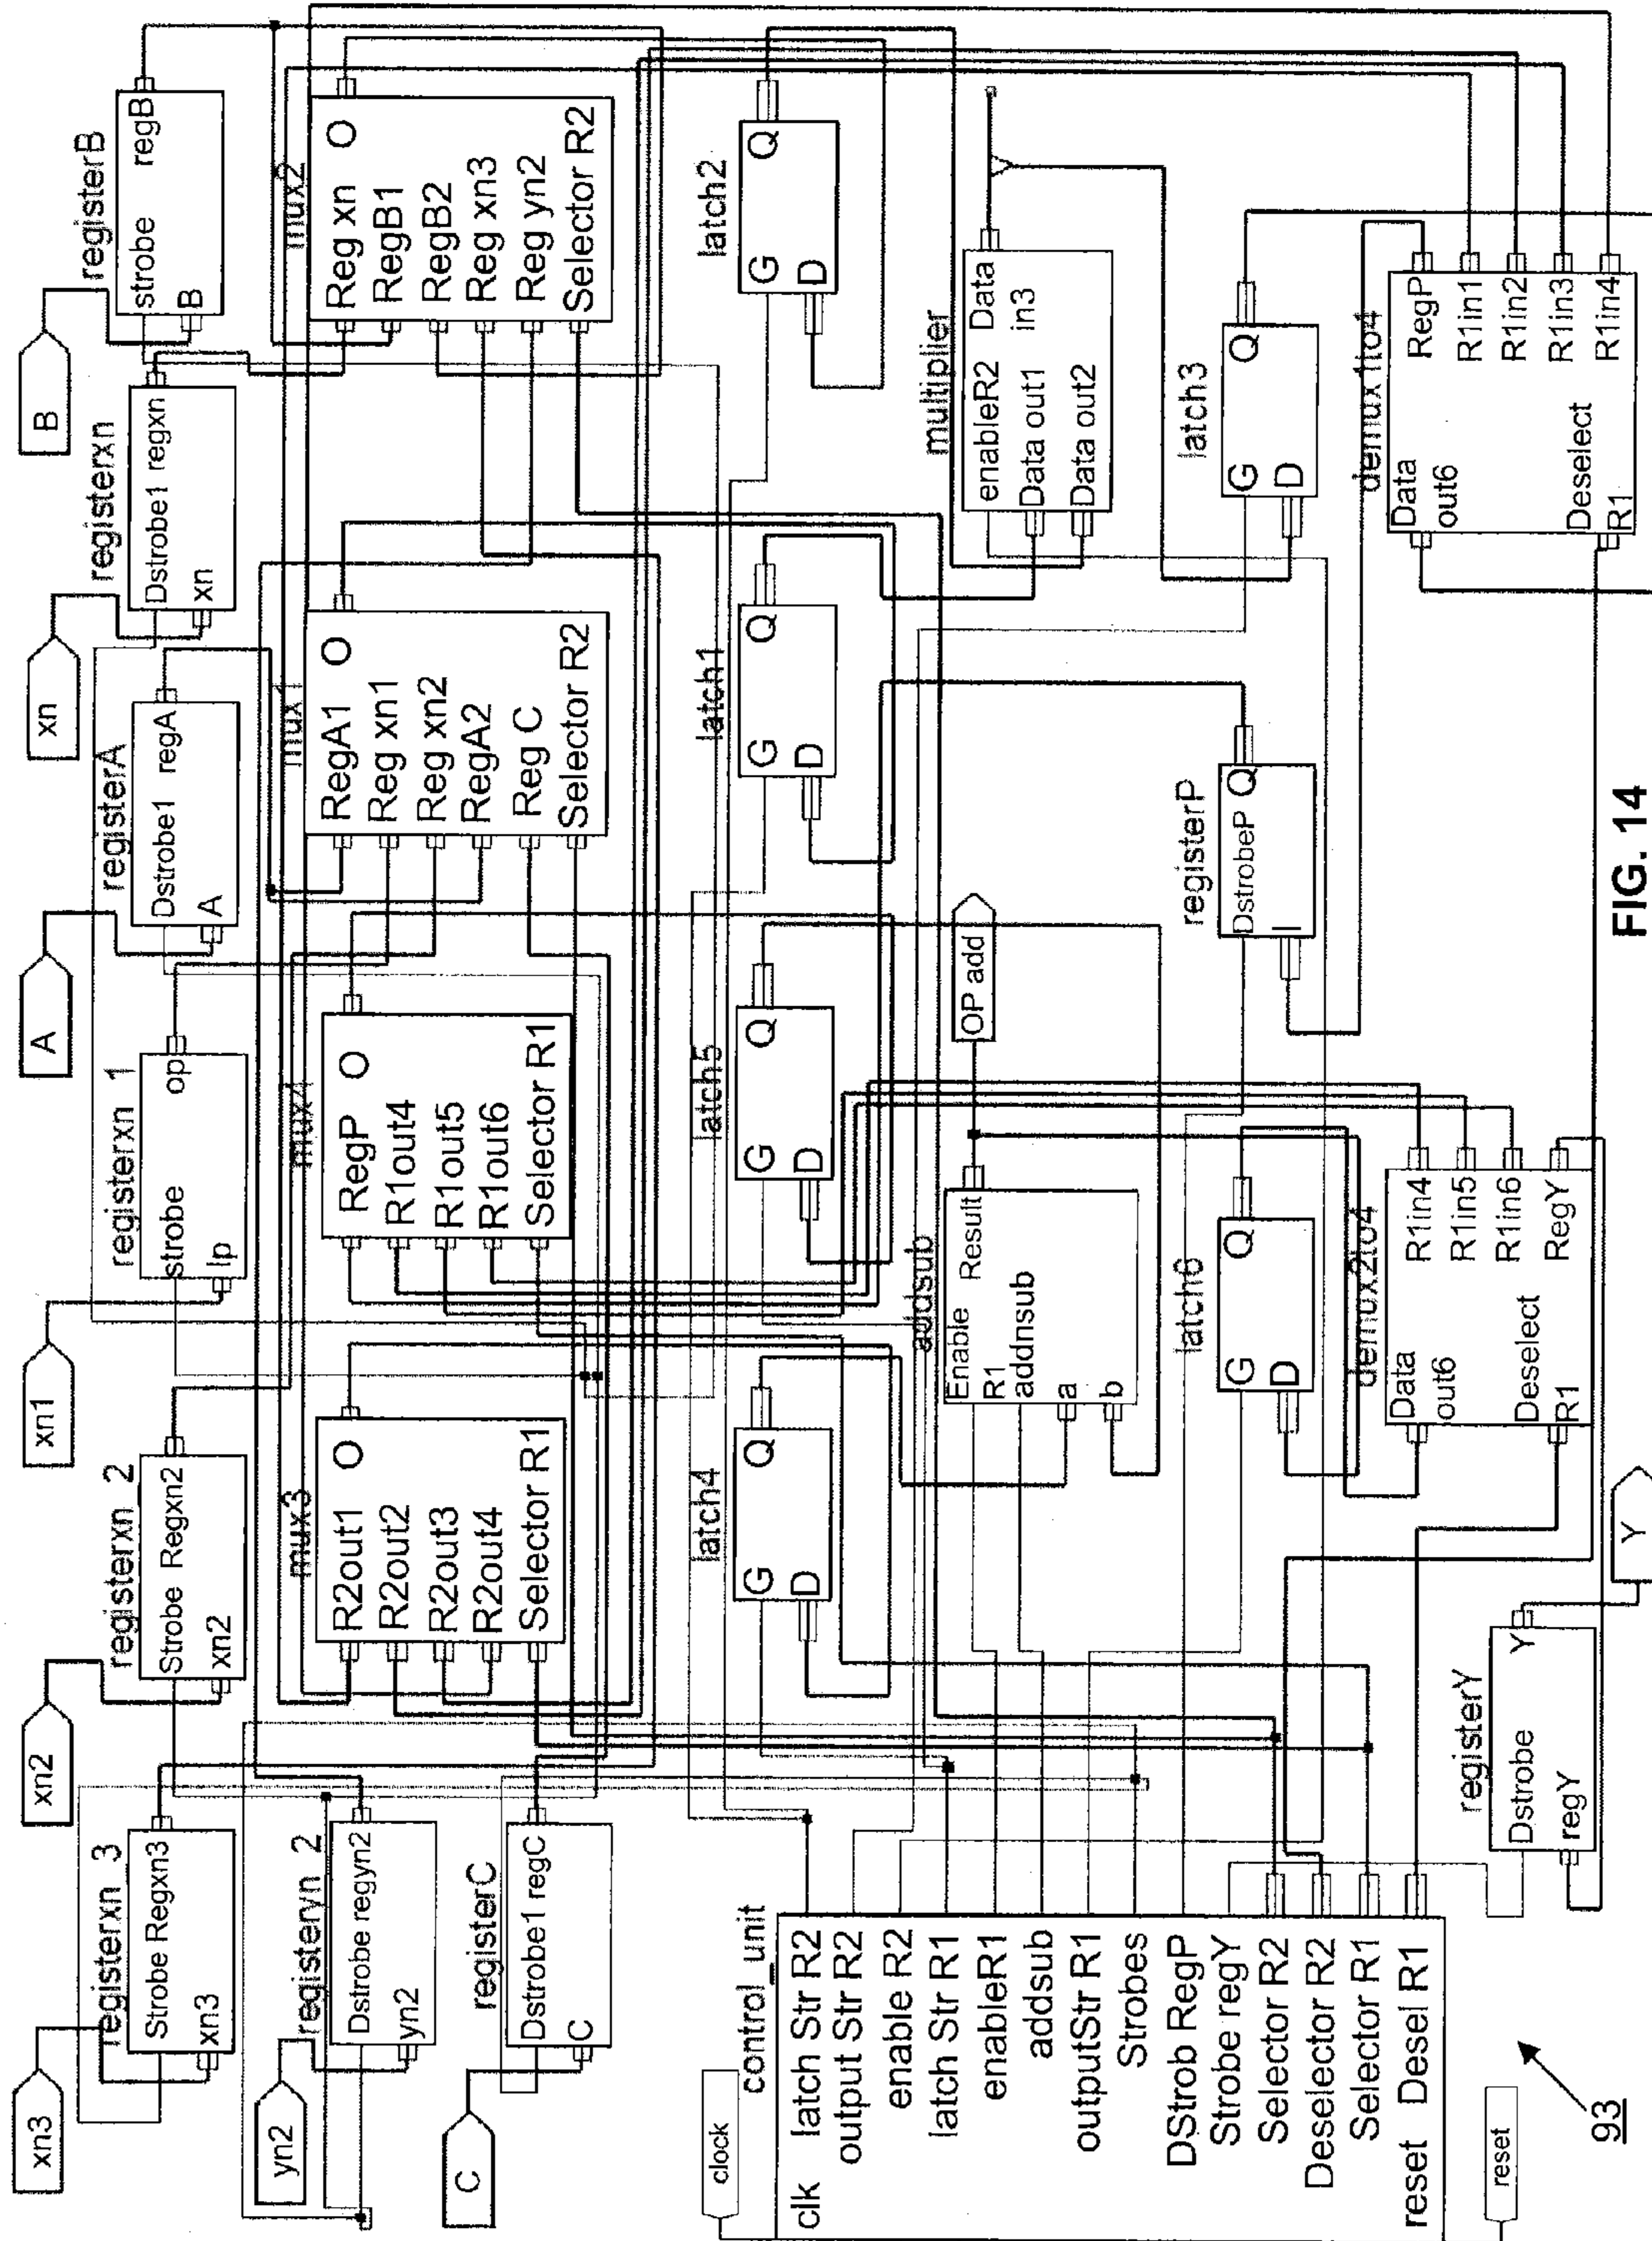 B
registerB
strobe regB
B
xn
registerxn
Dstrobe1 regxn
xn
A
registerA
Dstrobe1 regA
A
xn1
registerxn 1
strobe op
Ip
xn2
registerxn_2
Strobe Regxn2
xn2
xn3
registerxn_3
Strobe Regxn3
xn3
yn2
registeryn_2
Dstrobe regyn2
yn2
C
registerC
Dstrobe1 regC
C
mux2
Reg xn O
RegB1
RegB2
Reg xn3
Reg yn2
Selector R2
mux1
RegA1 O
Reg xn1
Reg xn2
RegA2
Reg C
Selector R2
mux4
RegP O
R1out4
R1out5
R1out6
Selector R1
mux3
R2out1 O
R2out2
R2out3
R2out4
Selector R1
latch2
G Q
D
latch1
G Q
D
latch5
G Q
D
latch4
G Q
D
multiplier
enableR2 Data
in3
Data out1
Data out2
OP add
addsub
Enable Result
R1
addnsub
a
b
latch3
G Q
D
registerP
DstrobeP Q
I
latch6
G Q
D
demux1to4
Data RegP
out6
R1in1
R1in2
R1in3
Deselect
R1in4
R1
demux2to4
Data R1in4
out6
R1in5
R1in6
Deselect
RegY
R1
Y
registerY
Dstrobe Y
regY
clock
control_unit
clk latch Str R2
output Str R2
enable R2
latch Str R1
enableR1
addsub
outputStr R1
Strobes
DStrob RegP
Strobe regY
Selector R2
Deselector R2
Selector R1
reset Desel R1
reset
93
FIG. 14